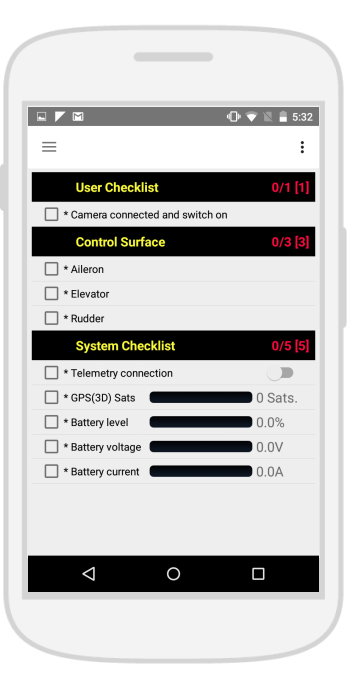 5:32
User Checklist 0/1 [1]
* Camera connected and switch on
Control Surface 0/3 [3]
* Aileron
* Elevator
* Rudder
System Checklist 0/5 [5]
* Telemetry connection
* GPS(3D) Sats 0 Sats.
* Battery level 0.0%
* Battery voltage 0.0V
* Battery current 0.0A